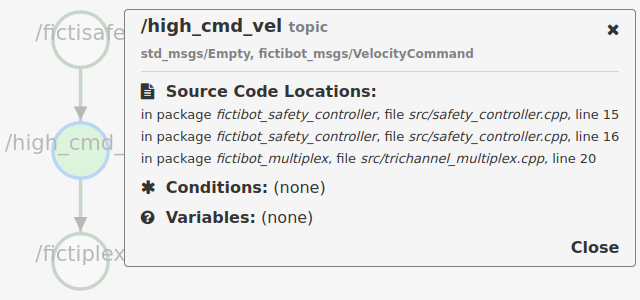 /fictisafe
/high_cmd_
/fictiplex
/high_cmd_vel topic
std_msgs/Empty, fictibot_msgs/VelocityCommand
Source Code Locations:
in package fictibot_safety_controller, file src/safety_controller.cpp, line 15
in package fictibot_safety_controller, file src/safety_controller.cpp, line 16
in package fictibot_multiplex, file src/trichannel_multiplex.cpp, line 20
Conditions: (none)
Variables: (none)
Close